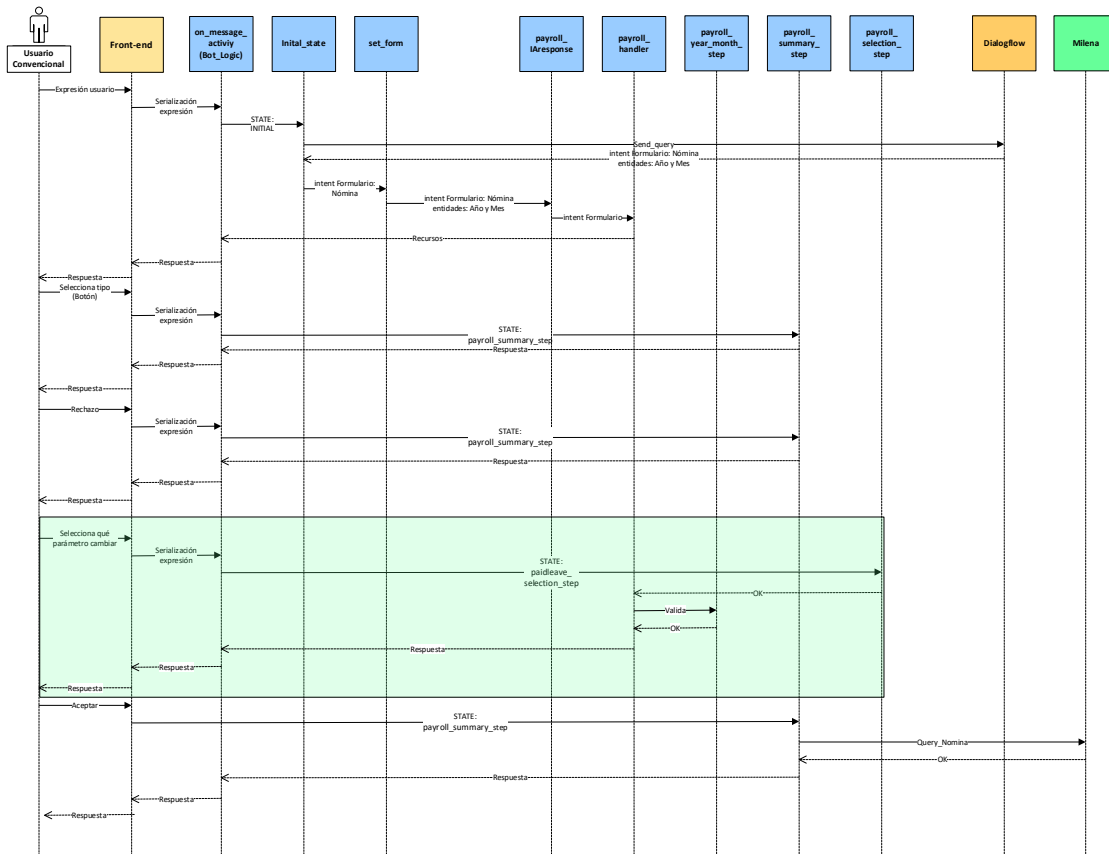 Usuario
Convencional
Front-end
on_message_
activiy
(Bot_Logic)
Inital_state
set_form
payroll_
IAresponse
payroll_
handler
payroll_
year_month_
step
payroll_
summary_
step
payroll_
selection_
step
Dialogflow
Milena
Expresión usuario
Serialización
expresión
STATE:
INITIAL
Send_query
intent Formulario: Nómina
entidades: Año y Mes
intent Formulario:
Nómina
intent Formulario: Nómina
entidades: Año y Mes
intent Formulario
Recursos
Respuesta
Respuesta
Selecciona tipo
(Botón)
Serialización
expresión
STATE:
payroll_summary_step
Respuesta
Respuesta
Respuesta
Rechazo
Serialización
expresión
STATE:
payroll_summary_step
Respuesta
Respuesta
Respuesta
Selecciona qué
parámetro cambiar
Serialización
expresión
STATE:
paidleave_
selection_step
OK
Valida
OK
Respuesta
Respuesta
Respuesta
Aceptar
STATE:
payroll_summary_step
Query_Nomina
OK
Respuesta
Respuesta
Respuesta